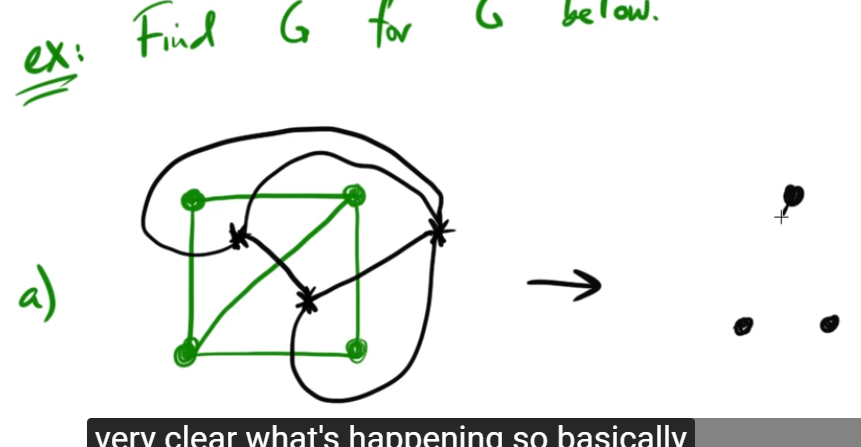 ex: Find G for G below.
a)
very clear what's happening so basically